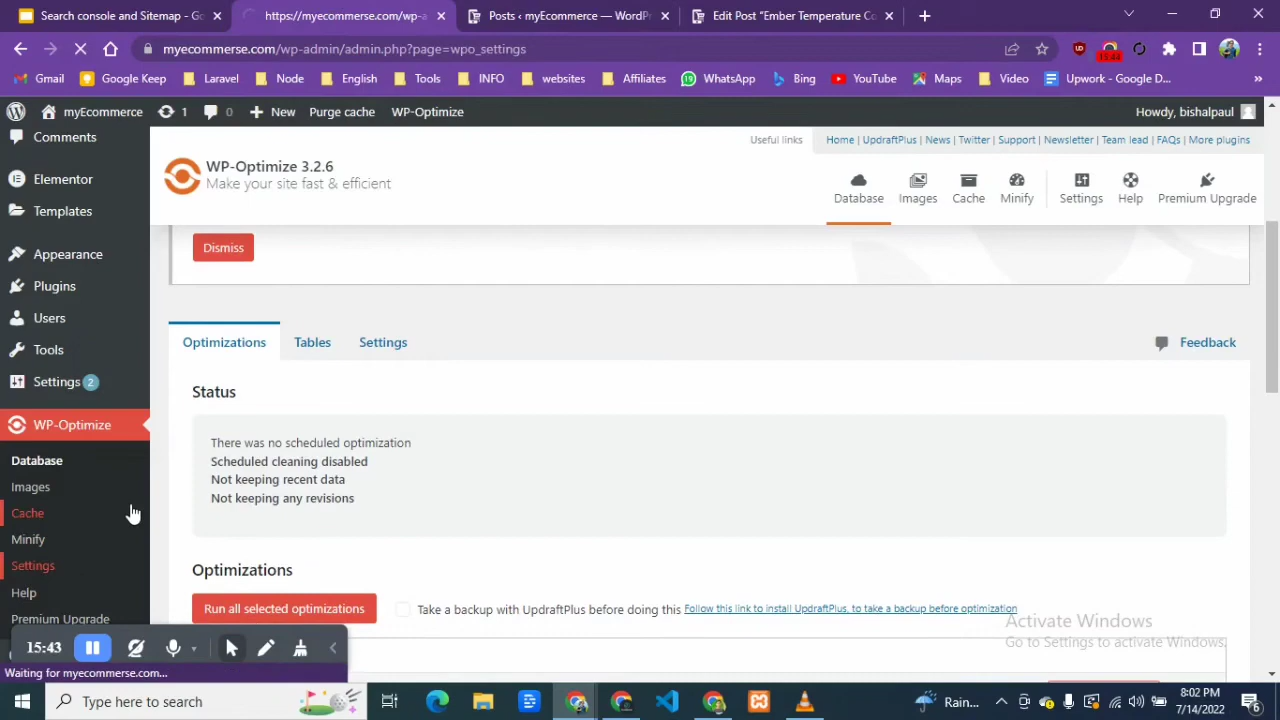 Search console and Sitemap - Go
https://myecommerse.com/wp-a
Posts ‹ myEcommerce — WordPr
Edit Post “Ember Temperature Co
myecommerse.com/wp-admin/admin.php?page=wpo_settings
15:44
Gmail
Google Keep
Laravel
Node
English
Tools
INFO
websites
Affiliates
19
WhatsApp
Bing
YouTube
Maps
Video
Upwork - Google D...
»
myEcommerse
1
0
New
Purge cache
WP-Optimize
Howdy, bishalpaul
Comments
Elementor
Templates
Appearance
Plugins
Users
Tools
Settings 2
WP-Optimize
Database
Images
Cache
Minify
Settings
Help
Premium Upgrade
WP-Optimize 3.2.6
Make your site fast & efficient
Useful links
Home | UpdraftPlus | News | Twitter | Support | Newsletter | Team lead | FAQs | More plugins
Database
Images
Cache
Minify
Settings
Help
Premium Upgrade
Dismiss
Optimizations
Tables
Settings
Feedback
Status
There was no scheduled optimization
Scheduled cleaning disabled
Not keeping recent data
Not keeping any revisions
Optimizations
Run all selected optimizations
Take a backup with UpdraftPlus before doing this Follow this link to install UpdraftPlus, to take a backup before optimization
Activate Windows
Go to Settings to activate Windows.
15:43
Waiting for myecommerse.com...
Type here to search
Rain...
8:02 PM
7/14/2022
6